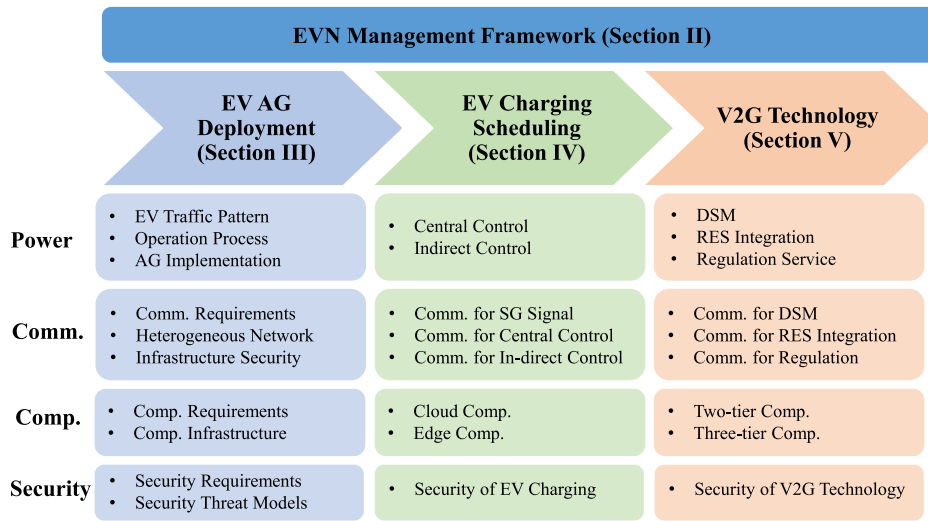 EVN Management Framework (Section II)
EV AG
Deployment
(Section III)
EV Charging
Scheduling
(Section IV)
V2G Technology
(Section V)
Power
• EV Traffic Pattern
• Operation Process
• AG Implementation
• Central Control
• Indirect Control
• DSM
• RES Integration
• Regulation Service
Comm.
• Comm. Requirements
• Heterogeneous Network
• Infrastructure Security
• Comm. for SG Signal
• Comm. for Central Control
• Comm. for In-direct Control
• Comm. for DSM
• Comm. for RES Integration
• Comm. for Regulation
Comp.
• Comp. Requirements
• Comp. Infrastructure
• Cloud Comp.
• Edge Comp.
• Two-tier Comp.
• Three-tier Comp.
Security
• Security Requirements
• Security Threat Models
• Security of EV Charging
• Security of V2G Technology